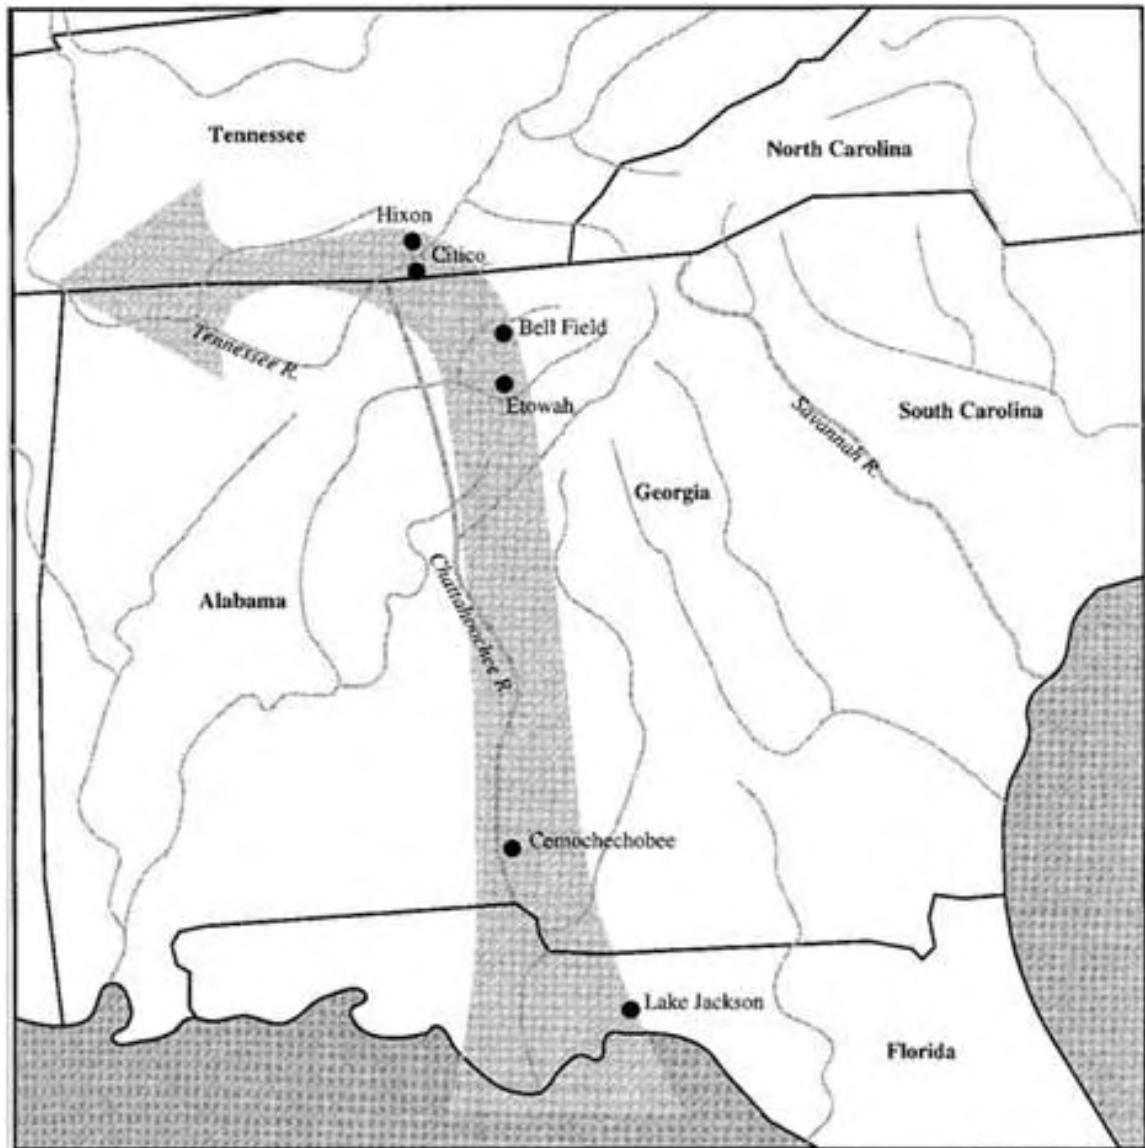 Tennessee
North Carolina
Hixon
Citico
Bell Field
Tennessee R.
Etowah
Savannah R.
South Carolina
Georgia
Chattahoochee R.
Alabama
Cemochechobee
Lake Jackson
Florida